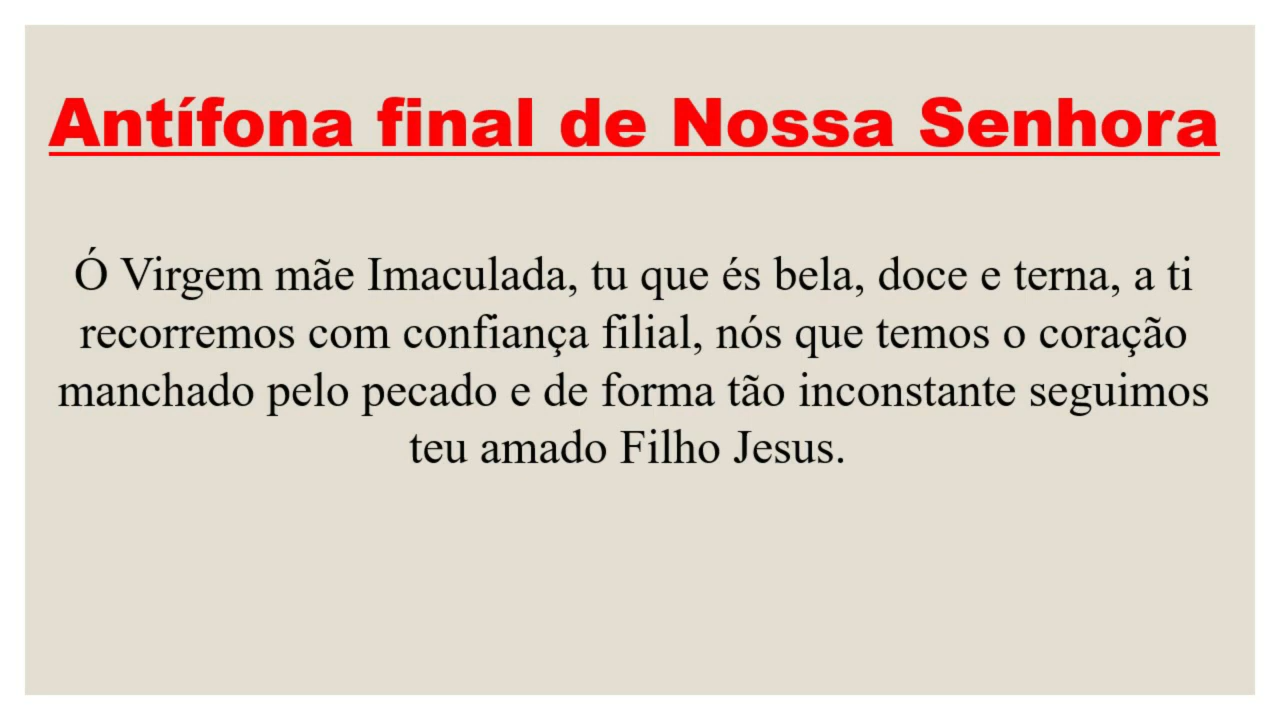 Antífona final de Nossa Senhora
Ó Virgem mãe Imaculada, tu que és bela, doce e terna, a ti
recorremos com confiança filial, nós que temos o coração
manchado pelo pecado e de forma tão inconstante seguimos
teu amado Filho Jesus.